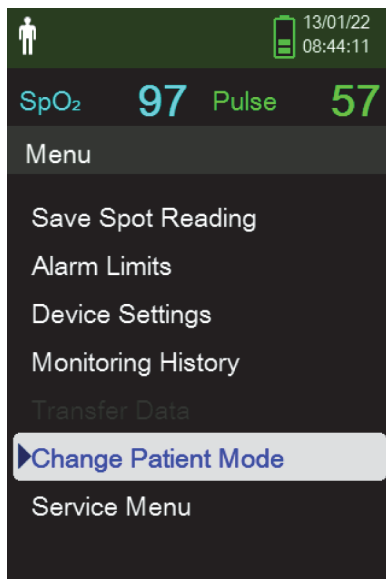 13/01/22
08:44:11
SpO₂ 97 Pulse 57
Menu
Save Spot Reading
Alarm Limits
Device Settings
Monitoring History
Transfer Data
Change Patient Mode
Service Menu